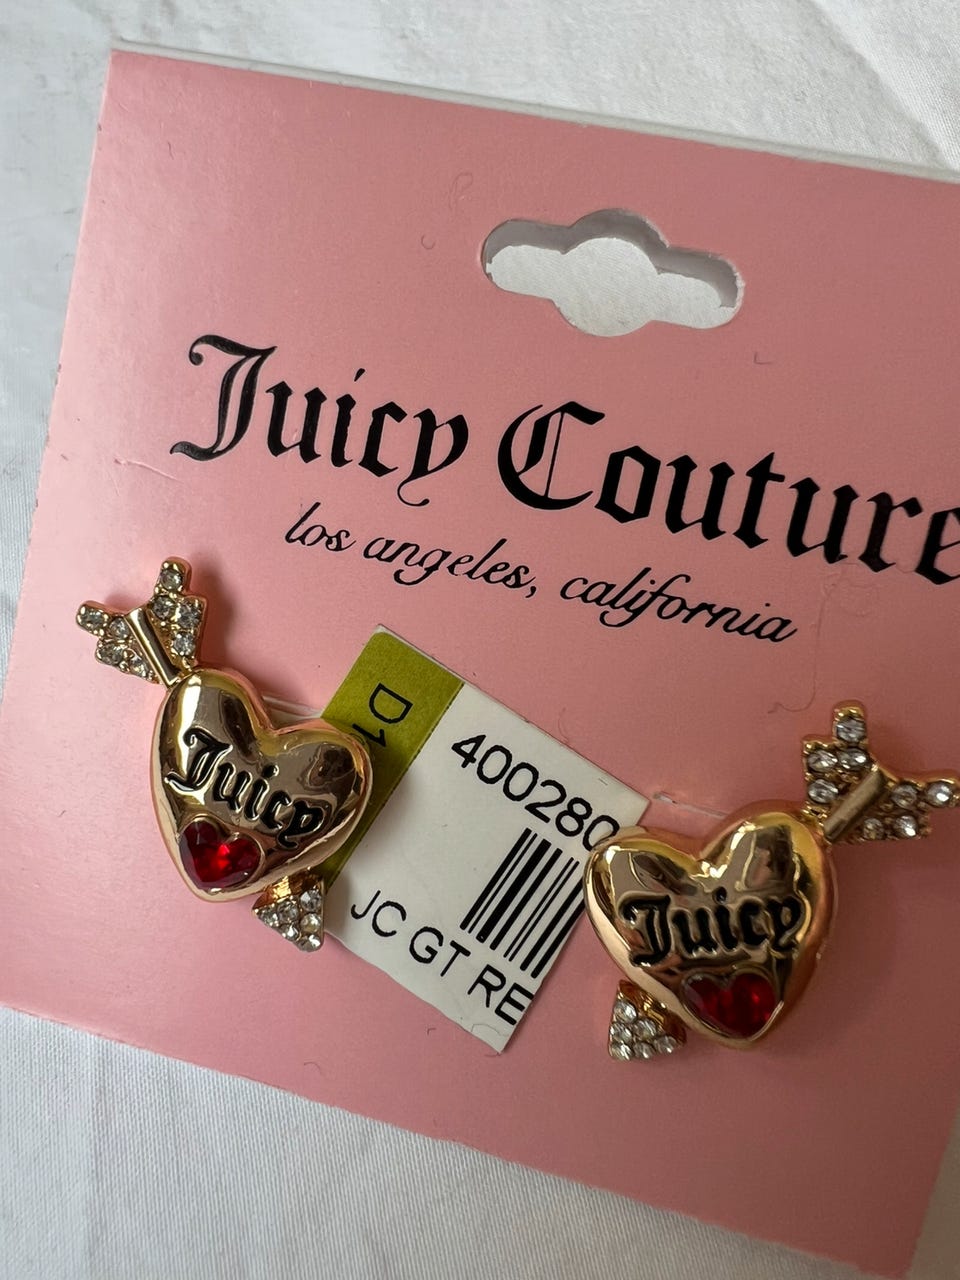 Juicy Couture
los angeles, california
Juicy
D1
400280
JC GT RE
Juicy